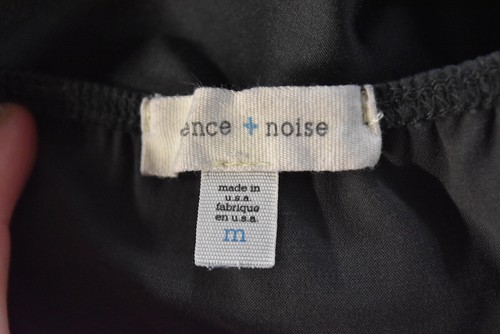 ence + noise
made in
u.s.a.
fabrique
en u.s.a.
m